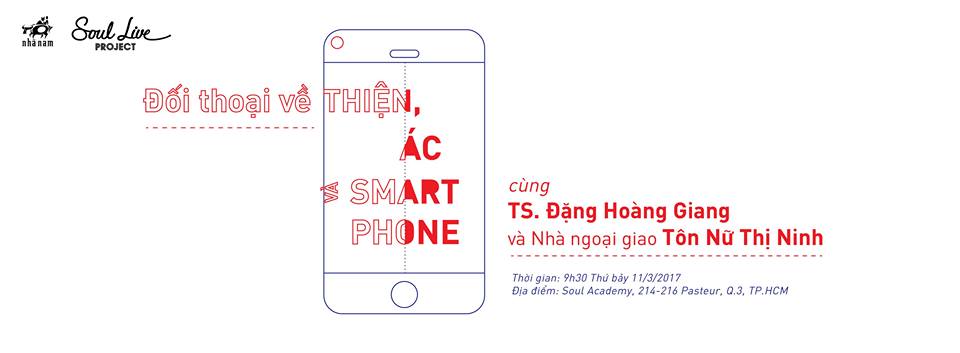 nhã nam
Soul Live
PROJECT
Đối thoại về THIỆN,
ÁC
VÀ SMART
PHONE
cùng
TS. Đặng Hoàng Giang
và Nhà ngoại giao Tôn Nữ Thị Ninh
Thời gian: 9h30 Thứ bảy 11/3/2017
Địa điểm: Soul Academy, 214-216 Pasteur, Q.3, TP.HCM